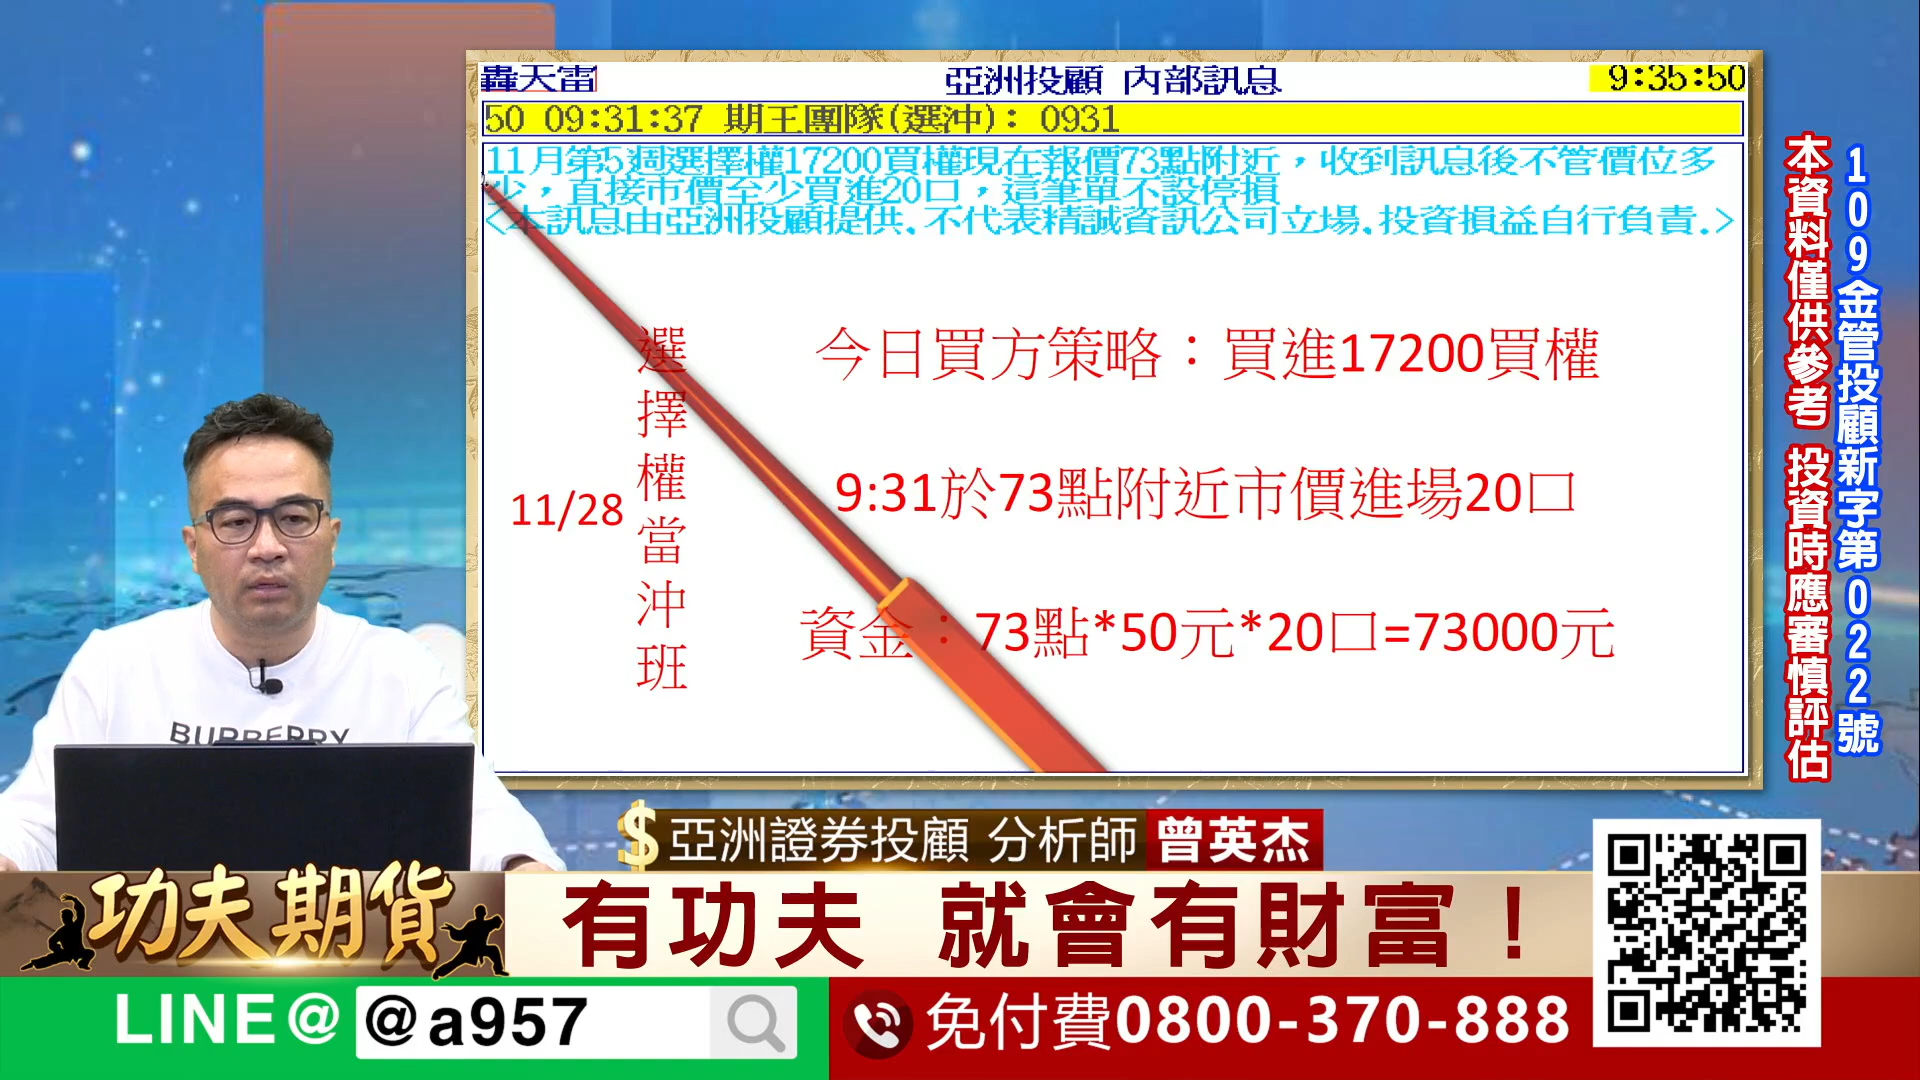 轟天雷
亞洲投顧 內部訊息
9:35:50
50 09:31:37 期王團隊(選沖): 0931
11月第5週選擇權17200買權現在報價73點附近,收到訊息後不管價位多
少,直接市價至少買進20口,這筆單不設停損
<本訊息由亞洲投顧提供.不代表精誠資訊公司立場.投資損益自行負責.>
11/28
選擇權當沖班
今日買方策略：買進17200買權
9:31於73點附近市價進場20口
資金：73點*50元*20口=73000元
109金管投顧新字第022號
本資料僅供參考 投資時應審慎評估
BURBERRY
$亞洲證券投顧 分析師 曾英杰
功夫期貨
有功夫 就會有財富！
LINE@ @a957
免付費0800-370-888